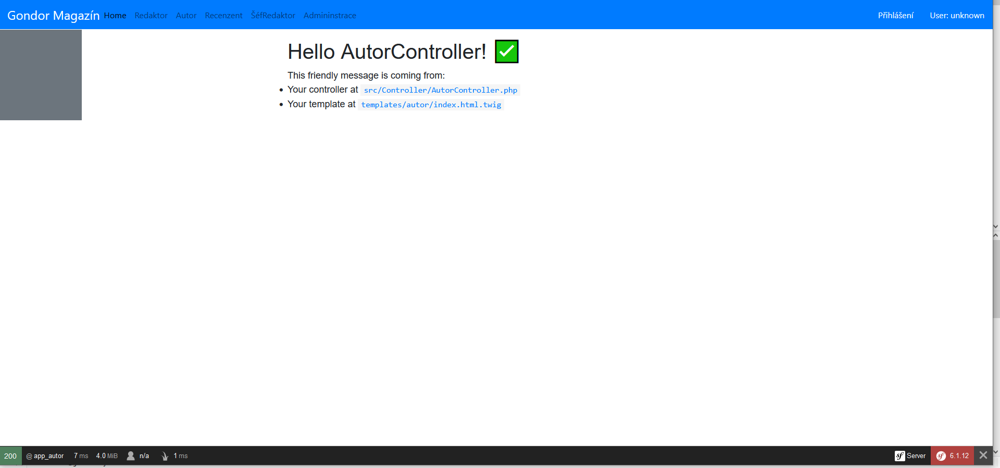 Gondor Magazín Home Redaktor Autor Recenzent ŠéfRedaktor Admininstrace Přihlášení User: unknown
Hello AutorController! ✅
This friendly message is coming from:
• Your controller at src/Controller/AutorController.php
• Your template at templates/autor/index.html.twig
200 @ app_autor 7 ms 4.0 MiB n/a 1 ms sf Server sf 6.1.12